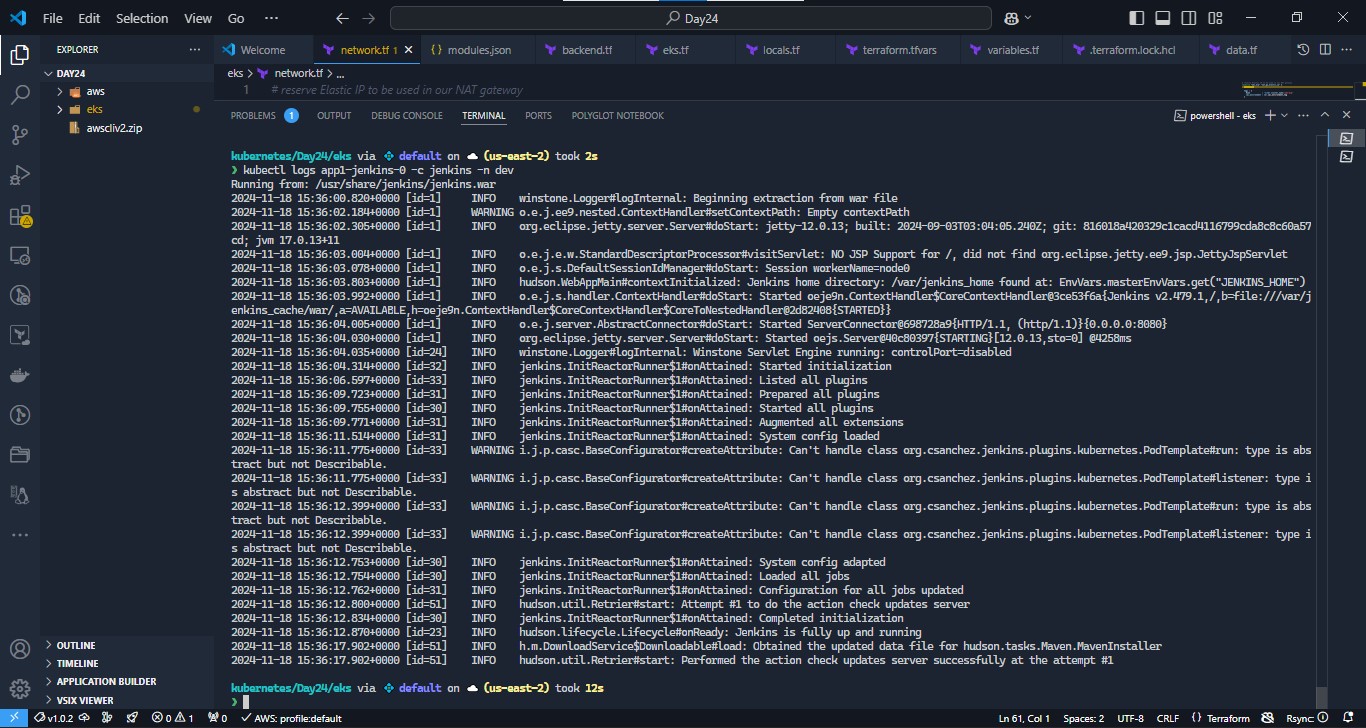 File Edit Selection View Go ··· Day24
EXPLORER ···
DAY24
aws
eks
awscliv2.zip
OUTLINE
TIMELINE
APPLICATION BUILDER
VSIX VIEWER
Welcome network.tf 1 modules.json backend.tf eks.tf locals.tf terraform.tfvars variables.tf .terraform.lock.hcl data.tf
eks > network.tf > ...
1 # reserve Elastic IP to be used in our NAT gateway
PROBLEMS 1 OUTPUT DEBUG CONSOLE TERMINAL PORTS POLYGLOT NOTEBOOK powershell - eks
kubernetes/Day24/eks via default on (us-east-2) took 2s
❯ kubectl logs app1-jenkins-0 -c jenkins -n dev
Running from: /usr/share/jenkins/jenkins.war
2024-11-18 15:36:00.820+0000 [id=1] INFO winstone.Logger#logInternal: Beginning extraction from war file
2024-11-18 15:36:02.184+0000 [id=1] WARNING o.e.j.ee9.nested.ContextHandler#setContextPath: Empty contextPath
2024-11-18 15:36:02.305+0000 [id=1] INFO org.eclipse.jetty.server.Server#doStart: jetty-12.0.13; built: 2024-09-03T03:04:05.240Z; git: 816018a420329c1cacd4116799cda8c8c60a57
cd; jvm 17.0.13+11
2024-11-18 15:36:03.004+0000 [id=1] INFO o.e.j.e.w.StandardDescriptorProcessor#visitServlet: NO JSP Support for /, did not find org.eclipse.jetty.ee9.jsp.JettyJspServlet
2024-11-18 15:36:03.078+0000 [id=1] INFO o.e.j.s.DefaultSessionIdManager#doStart: Session workerName=node0
2024-11-18 15:36:03.803+0000 [id=1] INFO hudson.WebAppMain#contextInitialized: Jenkins home directory: /var/jenkins_home found at: EnvVars.masterEnvVars.get("JENKINS_HOME")
2024-11-18 15:36:03.992+0000 [id=1] INFO o.e.j.s.handler.ContextHandler#doStart: Started oeje9n.ContextHandler$CoreContextHandler@3ce53f6a{Jenkins v2.479.1,/,b=file:///var/j
enkins_cache/war/,a=AVAILABLE,h=oeje9n.ContextHandler$CoreContextHandler$CoreToNestedHandler@2d82408{STARTED}}
2024-11-18 15:36:04.005+0000 [id=1] INFO o.e.j.server.AbstractConnector#doStart: Started ServerConnector@698728a9{HTTP/1.1, (http/1.1)}{0.0.0.0:8080}
2024-11-18 15:36:04.030+0000 [id=1] INFO org.eclipse.jetty.server.Server#doStart: Started oejs.Server@40c80397{STARTING}[12.0.13,sto=0] @4258ms
2024-11-18 15:36:04.035+0000 [id=24] INFO winstone.Logger#logInternal: Winstone Servlet Engine running: controlPort=disabled
2024-11-18 15:36:04.314+0000 [id=32] INFO jenkins.InitReactorRunner$1#onAttained: Started initialization
2024-11-18 15:36:06.597+0000 [id=33] INFO jenkins.InitReactorRunner$1#onAttained: Listed all plugins
2024-11-18 15:36:09.723+0000 [id=31] INFO jenkins.InitReactorRunner$1#onAttained: Prepared all plugins
2024-11-18 15:36:09.755+0000 [id=30] INFO jenkins.InitReactorRunner$1#onAttained: Started all plugins
2024-11-18 15:36:09.771+0000 [id=31] INFO jenkins.InitReactorRunner$1#onAttained: Augmented all extensions
2024-11-18 15:36:11.514+0000 [id=31] INFO jenkins.InitReactorRunner$1#onAttained: System config loaded
2024-11-18 15:36:11.775+0000 [id=33] WARNING i.j.p.casc.BaseConfigurator#createAttribute: Can't handle class org.csanchez.jenkins.plugins.kubernetes.PodTemplate#run: type is abs
tract but not Describable.
2024-11-18 15:36:11.775+0000 [id=33] WARNING i.j.p.casc.BaseConfigurator#createAttribute: Can't handle class org.csanchez.jenkins.plugins.kubernetes.PodTemplate#listener: type i
s abstract but not Describable.
2024-11-18 15:36:12.399+0000 [id=33] WARNING i.j.p.casc.BaseConfigurator#createAttribute: Can't handle class org.csanchez.jenkins.plugins.kubernetes.PodTemplate#run: type is abs
tract but not Describable.
2024-11-18 15:36:12.399+0000 [id=33] WARNING i.j.p.casc.BaseConfigurator#createAttribute: Can't handle class org.csanchez.jenkins.plugins.kubernetes.PodTemplate#listener: type i
s abstract but not Describable.
2024-11-18 15:36:12.753+0000 [id=30] INFO jenkins.InitReactorRunner$1#onAttained: System config adapted
2024-11-18 15:36:12.754+0000 [id=30] INFO jenkins.InitReactorRunner$1#onAttained: Loaded all jobs
2024-11-18 15:36:12.762+0000 [id=31] INFO jenkins.InitReactorRunner$1#onAttained: Configuration for all jobs updated
2024-11-18 15:36:12.800+0000 [id=51] INFO hudson.util.Retrier#start: Attempt #1 to do the action check updates server
2024-11-18 15:36:12.834+0000 [id=30] INFO jenkins.InitReactorRunner$1#onAttained: Completed initialization
2024-11-18 15:36:12.870+0000 [id=23] INFO hudson.lifecycle.Lifecycle#onReady: Jenkins is fully up and running
2024-11-18 15:36:17.902+0000 [id=51] INFO h.m.DownloadService$Downloadable#load: Obtained the updated data file for hudson.tasks.Maven.MavenInstaller
2024-11-18 15:36:17.902+0000 [id=51] INFO hudson.util.Retrier#start: Performed the action check updates server successfully at the attempt #1
kubernetes/Day24/eks via default on (us-east-2) took 12s
❯
v1.0.2 0 1 0 AWS: profile:default Ln 61, Col 1 Spaces: 2 UTF-8 CRLF {} Terraform Rsync: